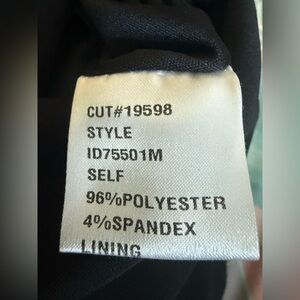 CUT#19598
STYLE
ID75501M
SELF
96%POLYESTER
4%SPANDEX
LINING